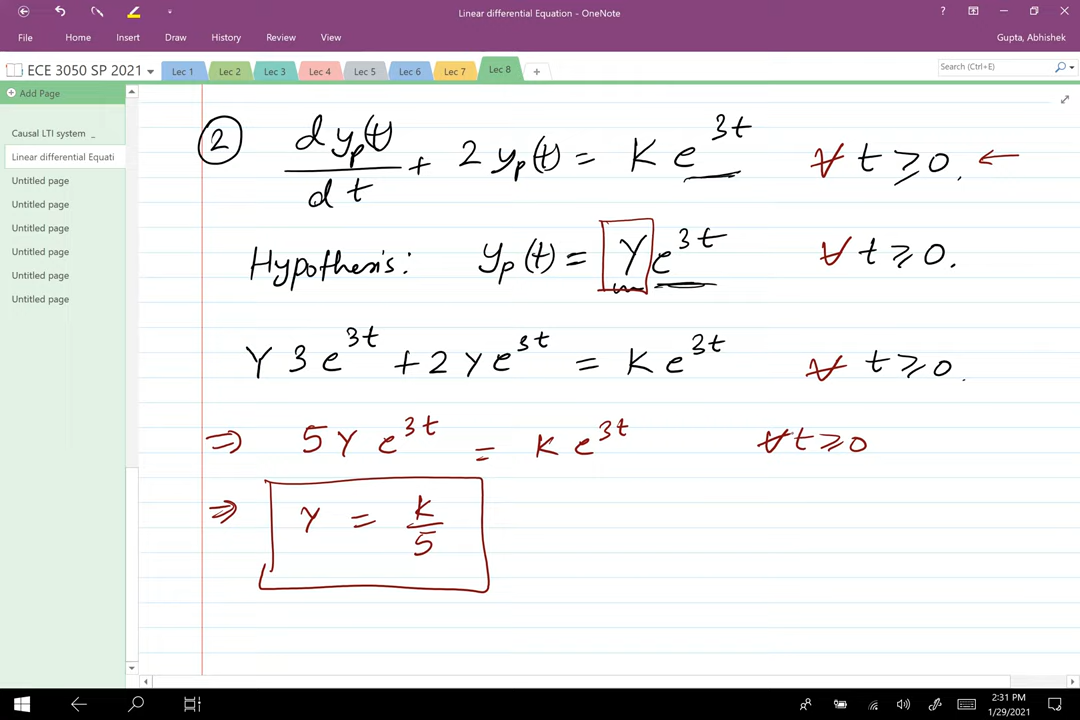 Linear differential Equation - OneNote
File Home Insert Draw History Review View Gupta, Abhishek
ECE 3050 SP 2021 Lec 1 Lec 2 Lec 3 Lec 4 Lec 5 Lec 6 Lec 7 Lec 8 + Search (Ctrl+E)
Add Page
Causal LTI system _
Linear differential Equati
Untitled page
Untitled page
Untitled page
Untitled page
Untitled page
Untitled page
② d y_p(t)/dt + 2 y_p(t) = K e^{3t} ∀ t ≥ 0. ←
Hypothesis: y_p(t) = Y e^{3t} ∀ t ≥ 0.
Y 3 e^{3t} + 2 Y e^{3t} = K e^{3t} ∀ t ≥ 0.
⇒ 5 Y e^{3t} = K e^{3t} ∀ t ≥ 0
⇒ Y = K/5
2:31 PM
1/29/2021